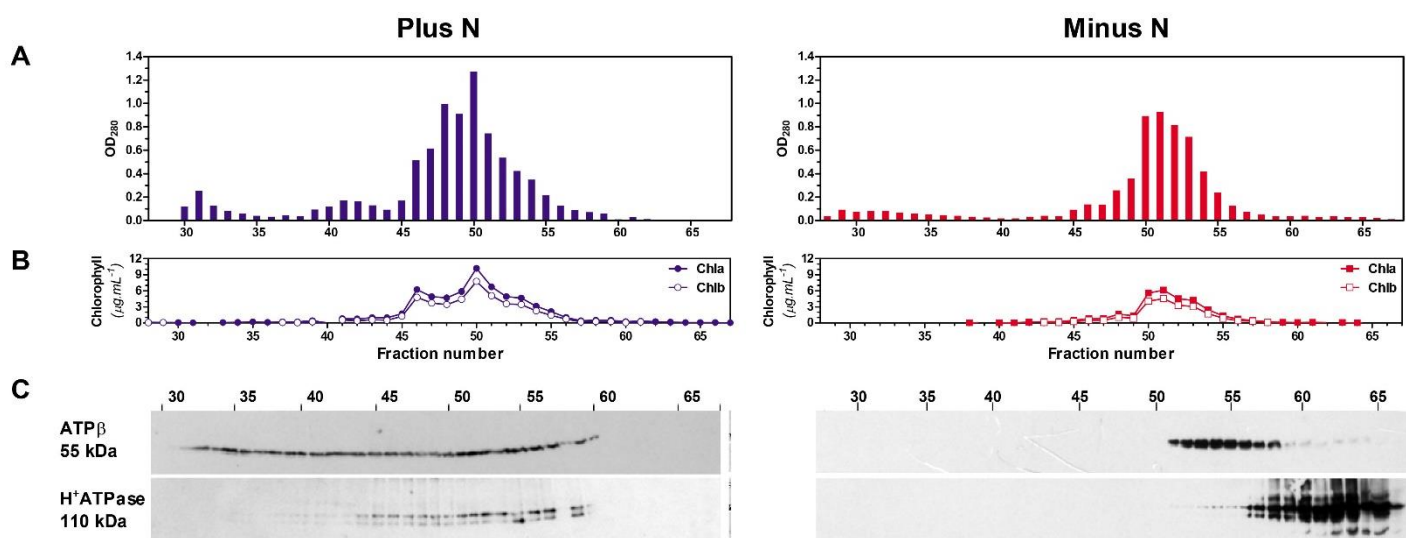 Plus N
Minus N
A
1.4
1.2
1.0
0.8
0.6
0.4
0.2
0.0
OD280
30 35 40 45 50 55 60 65
1.4
1.2
1.0
0.8
0.6
0.4
0.2
0.0
OD280
30 35 40 45 50 55 60 65
B
Chlorophyll
(µg.mL-1)
12
9
6
3
0
Chla
Chlb
30 35 40 45 50 55 60 65
Fraction number
Chlorophyll
(µg.mL-1)
12
9
6
3
0
Chla
Chlb
30 35 40 45 50 55 60 65
Fraction number
C
30 35 40 45 50 55 60 65
30 35 40 45 50 55 60 65
ATPβ
55 kDa
H+ATPase
110 kDa